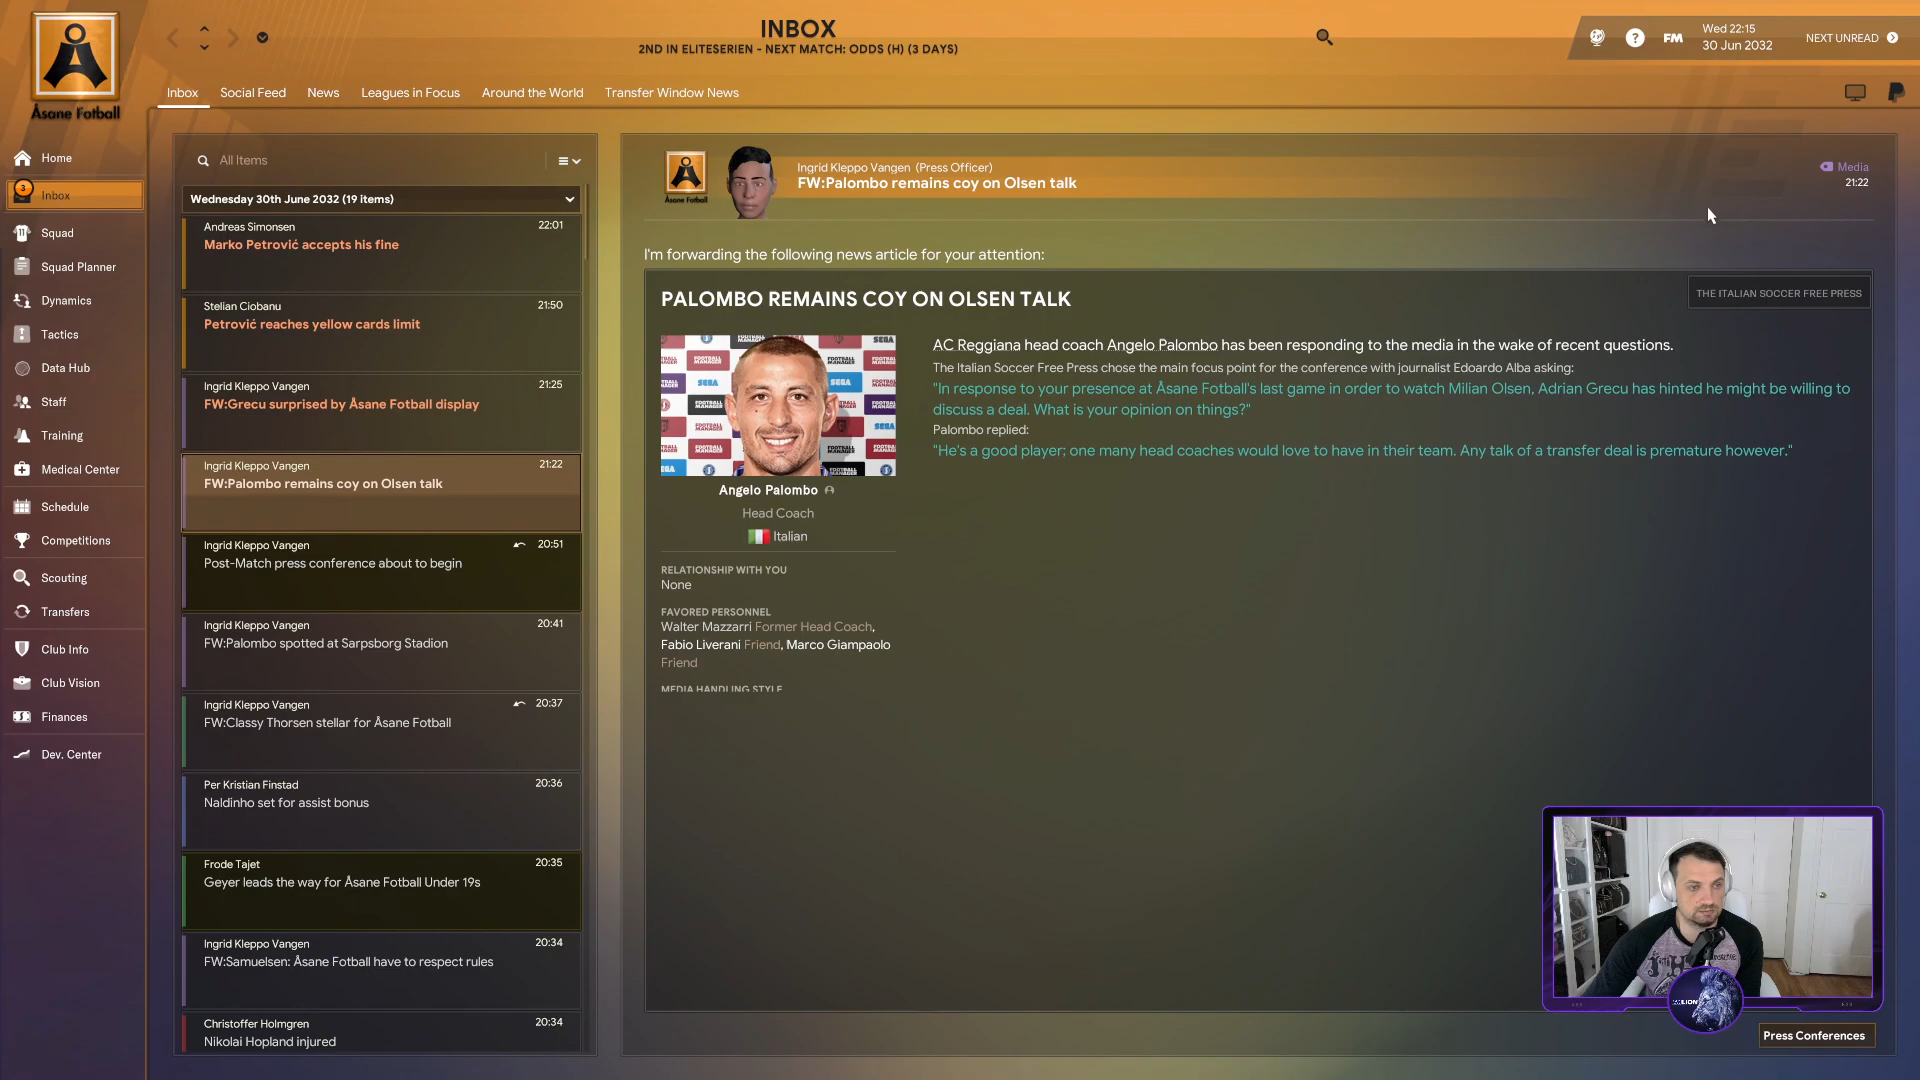 INBOX
2ND IN ELITESERIEN - NEXT MATCH: ODDS (H) (3 DAYS)
FM
Wed 22:15
30 Jun 2032
NEXT UNREAD
Åsane Fotball
Inbox
Social Feed
News
Leagues in Focus
Around the World
Transfer Window News
Home
3
Inbox
Squad
Squad Planner
Dynamics
Tactics
Data Hub
Staff
Training
Medical Center
Schedule
Competitions
Scouting
Transfers
Club Info
Club Vision
Finances
Dev. Center
All Items
Wednesday 30th June 2032 (19 items)
Andreas Simonsen 22:01
Marko Petrović accepts his fine
Stelian Ciobanu 21:50
Petrović reaches yellow cards limit
Ingrid Kleppo Vangen 21:25
FW:Grecu surprised by Åsane Fotball display
Ingrid Kleppo Vangen 21:22
FW:Palombo remains coy on Olsen talk
Ingrid Kleppo Vangen 20:51
Post-Match press conference about to begin
Ingrid Kleppo Vangen 20:41
FW:Palombo spotted at Sarpsborg Stadion
Ingrid Kleppo Vangen 20:37
FW:Classy Thorsen stellar for Åsane Fotball
Per Kristian Finstad 20:36
Naldinho set for assist bonus
Frode Tajet 20:35
Geyer leads the way for Åsane Fotball Under 19s
Ingrid Kleppo Vangen 20:34
FW:Samuelsen: Åsane Fotball have to respect rules
Christoffer Holmgren 20:34
Nikolai Hopland injured
Åsane Fotball
Ingrid Kleppo Vangen (Press Officer)
FW:Palombo remains coy on Olsen talk
Media
21:22
I'm forwarding the following news article for your attention:
PALOMBO REMAINS COY ON OLSEN TALK
THE ITALIAN SOCCER FREE PRESS
AC Reggiana head coach Angelo Palombo has been responding to the media in the wake of recent questions.
The Italian Soccer Free Press chose the main focus point for the conference with journalist Edoardo Alba asking:
"In response to your presence at Åsane Fotball's last game in order to watch Milian Olsen, Adrian Grecu has hinted he might be willing to
discuss a deal. What is your opinion on things?"
Palombo replied:
"He's a good player; one many head coaches would love to have in their team. Any talk of a transfer deal is premature however."
Angelo Palombo
Head Coach
Italian
RELATIONSHIP WITH YOU
None
FAVORED PERSONNEL
Walter Mazzarri Former Head Coach,
Fabio Liverani Friend, Marco Giampaolo
Friend
MEDIA HANDLING STYLE
Press Conferences